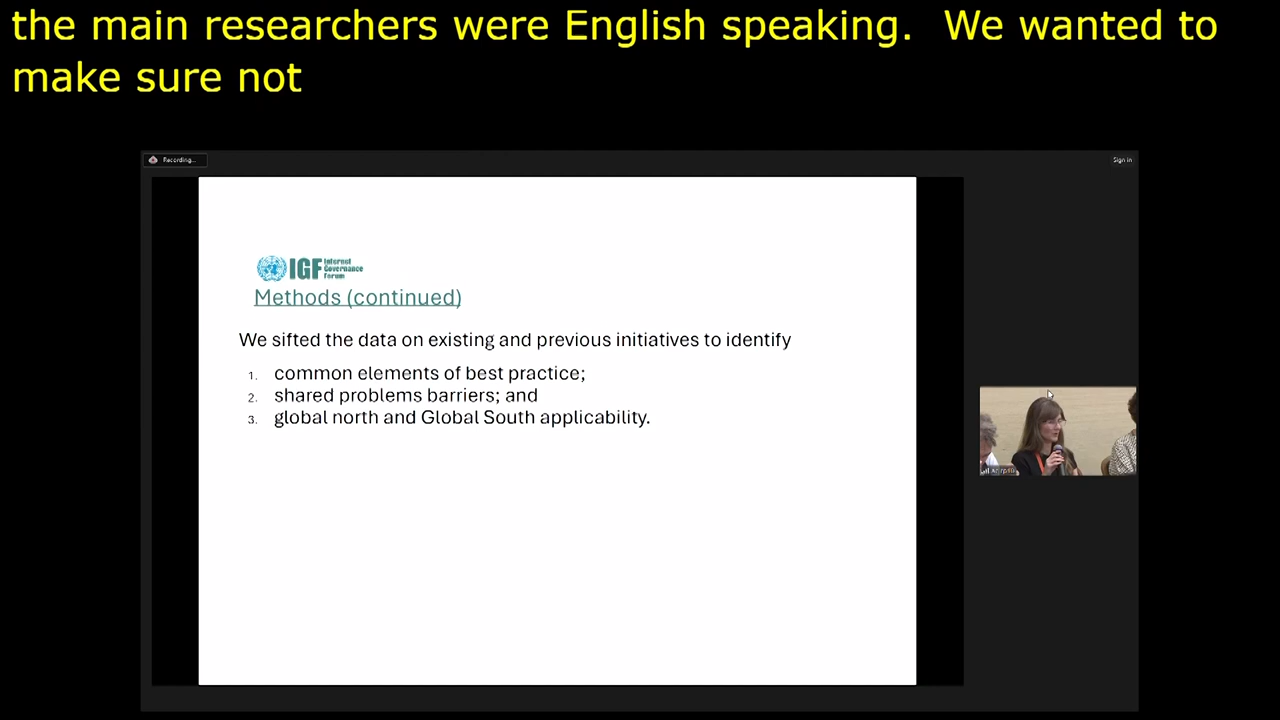 the main researchers were English speaking. We wanted to
make sure not
Recording...
Sign in
IGF Internet
Governance
Forum
Methods (continued)
We sifted the data on existing and previous initiatives to identify
1. common elements of best practice;
2. shared problems barriers; and
3. global north and Global South applicability.